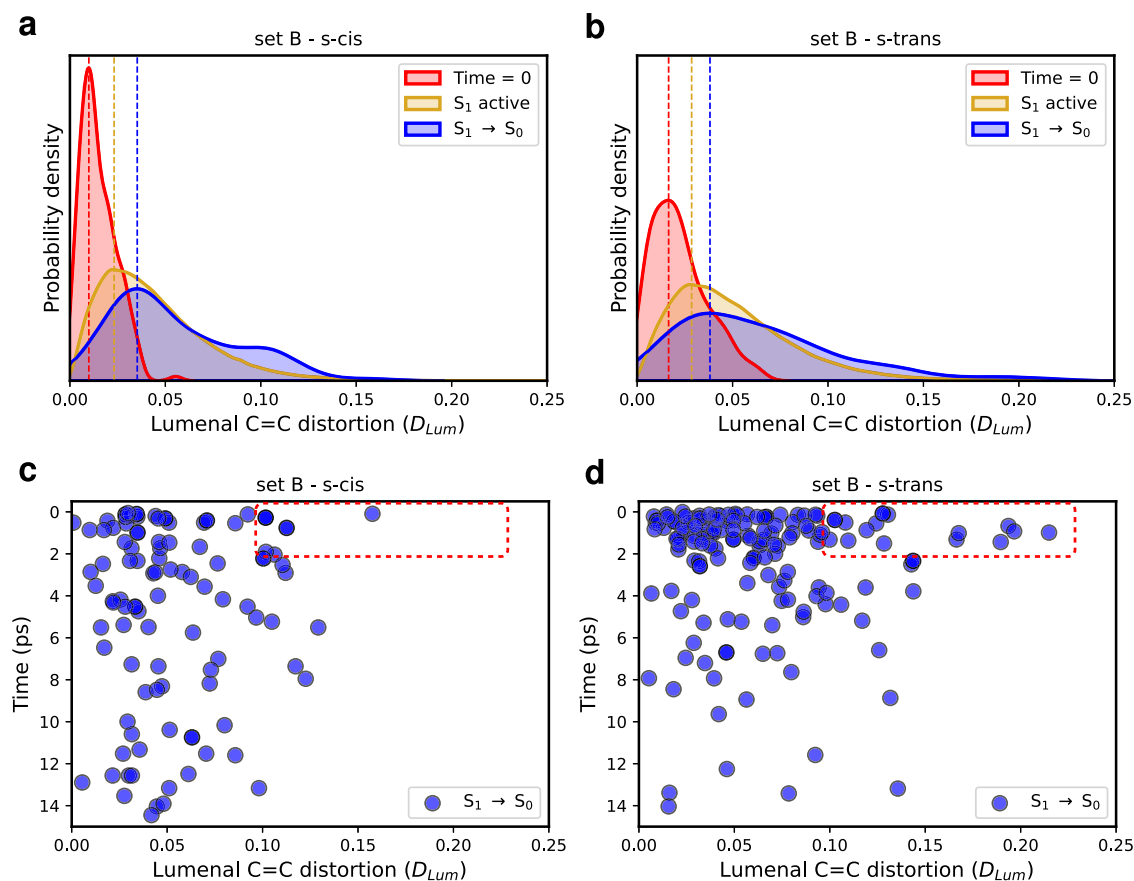 a
set B - s-cis
Probability density
Time = 0
S₁ active
S₁ → S₀
0.00 0.05 0.10 0.15 0.20 0.25
Lumenal C=C distortion (D_Lum)
b
set B - s-trans
Probability density
Time = 0
S₁ active
S₁ → S₀
0.00 0.05 0.10 0.15 0.20 0.25
Lumenal C=C distortion (D_Lum)
c
set B - s-cis
Time (ps)
0
2
4
6
8
10
12
14
S₁ → S₀
0.00 0.05 0.10 0.15 0.20 0.25
Lumenal C=C distortion (D_Lum)
d
set B - s-trans
Time (ps)
0
2
4
6
8
10
12
14
S₁ → S₀
0.00 0.05 0.10 0.15 0.20 0.25
Lumenal C=C distortion (D_Lum)